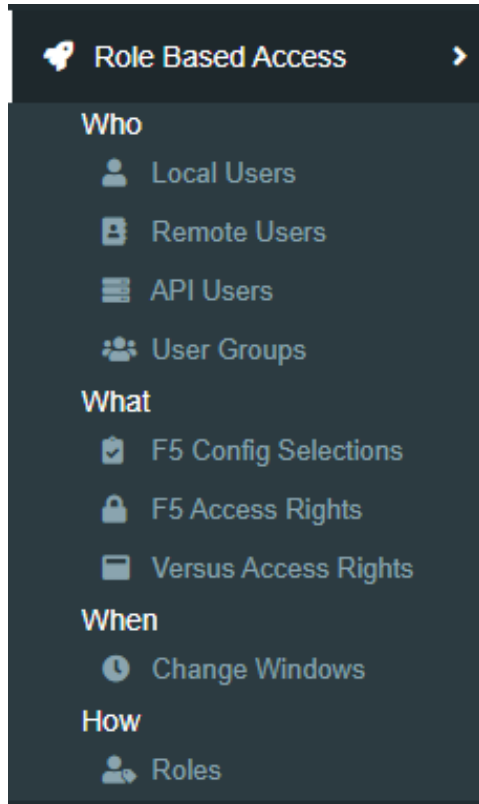 Role Based Access
Who
Local Users
Remote Users
API Users
User Groups
What
F5 Config Selections
F5 Access Rights
Versus Access Rights
When
Change Windows
How
Roles